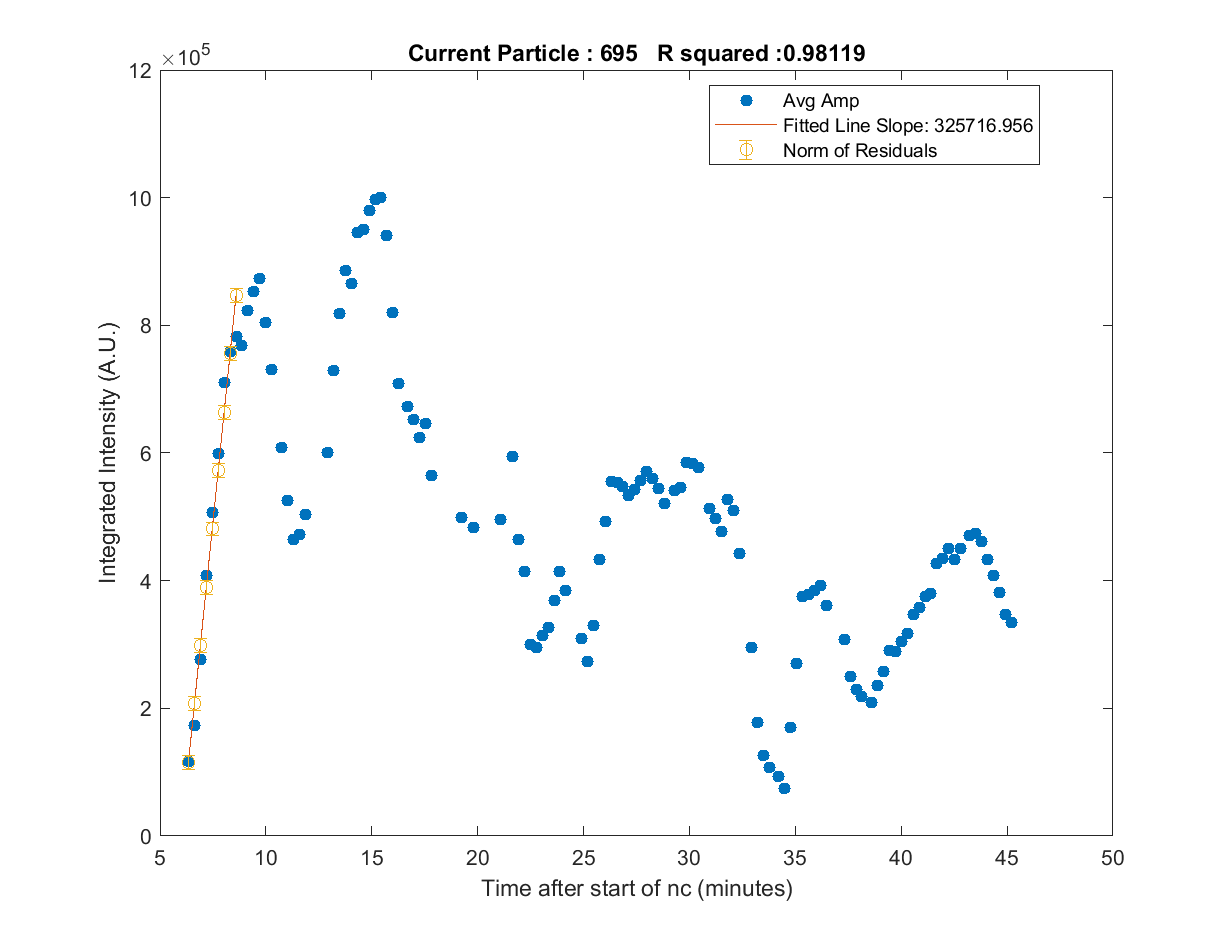 Current Particle : 695   R squared :0.98119
×10^5
12
10
8
6
4
2
0
Integrated Intensity (A.U.)
Avg Amp
Fitted Line Slope: 325716.956
Norm of Residuals
5 10 15 20 25 30 35 40 45 50
Time after start of nc (minutes)